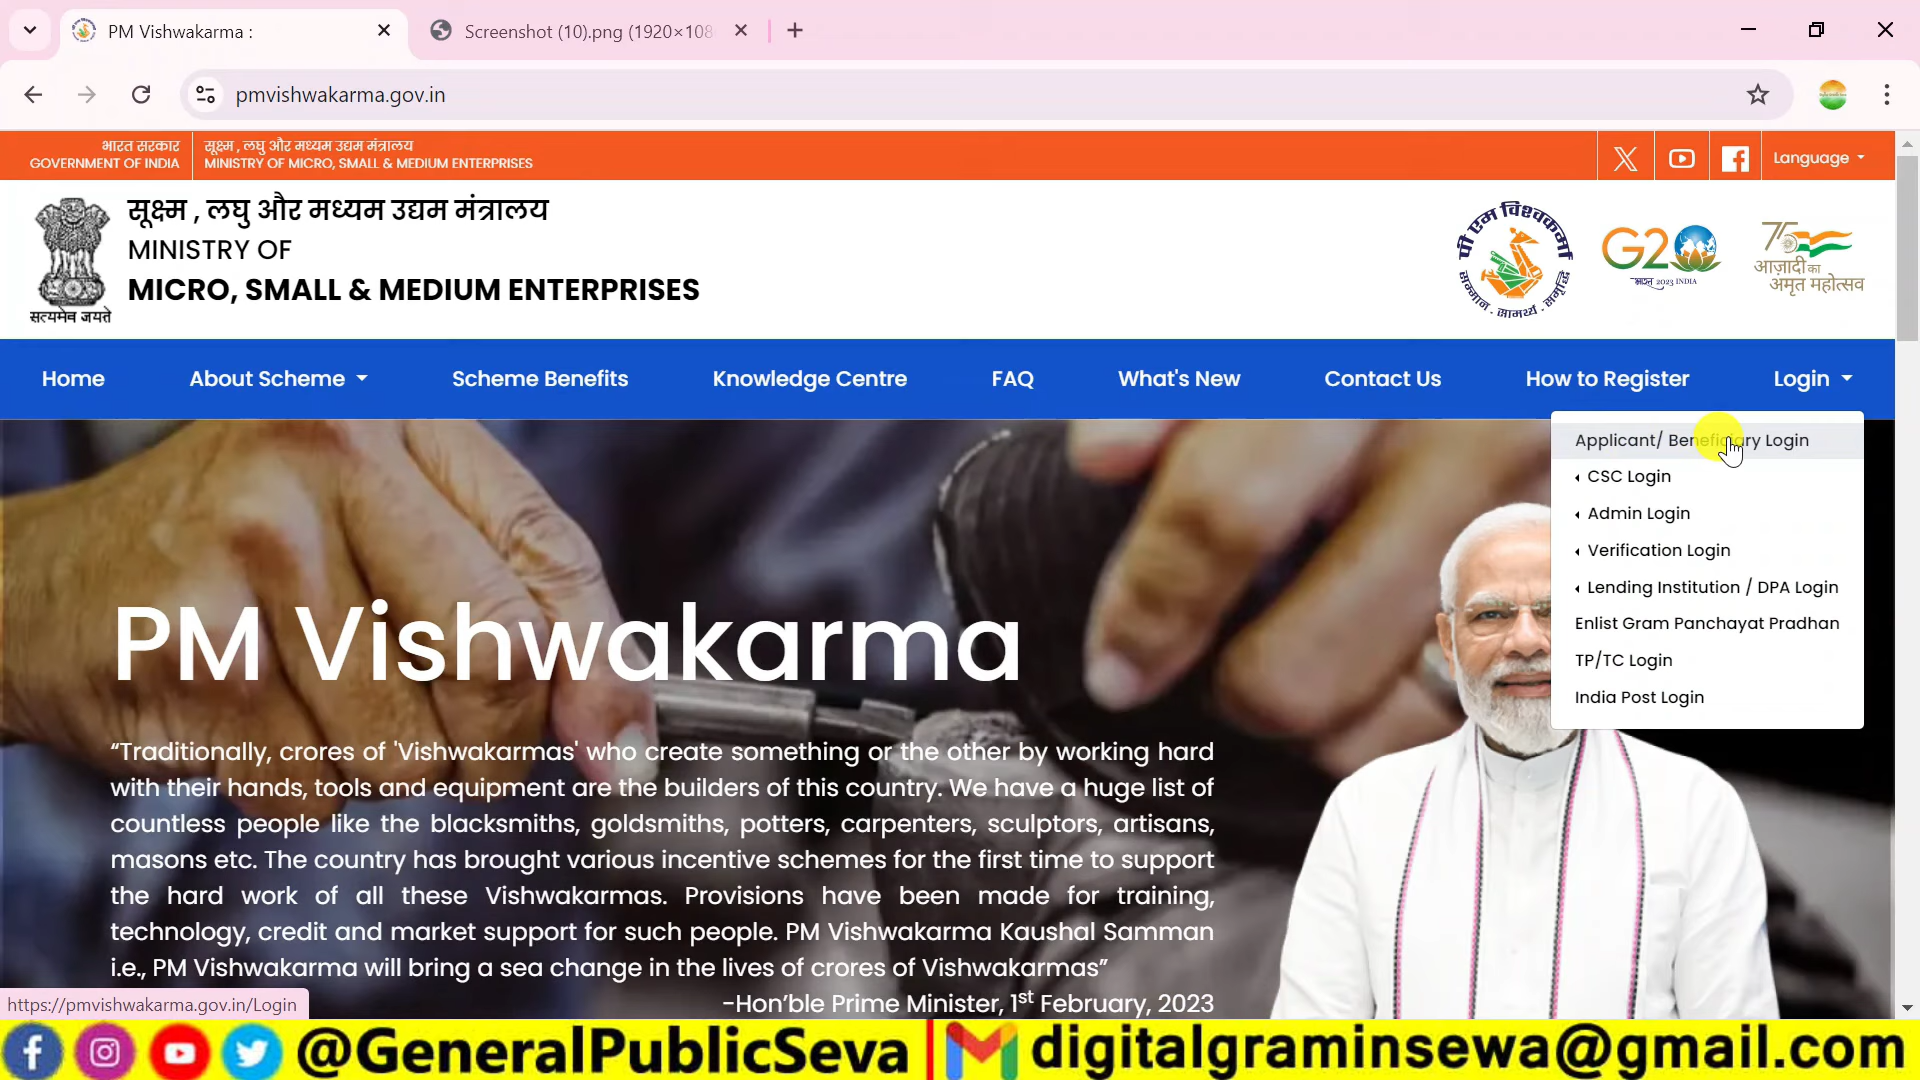 PM Vishwakarma :
Screenshot (10).png (1920×108
pmvishwakarma.gov.in
भारत सरकार
GOVERNMENT OF INDIA
सूक्ष्म , लघु और मध्यम उद्यम मंत्रालय
MINISTRY OF MICRO, SMALL & MEDIUM ENTERPRISES
Language
सत्यमेव जयते
सूक्ष्म , लघु और मध्यम उद्यम मंत्रालय
MINISTRY OF
MICRO, SMALL & MEDIUM ENTERPRISES
पी एम विश्वकर्मा
सम्मान . सामर्थ्य . समृद्धि
G20
भारत 2023 INDIA
75
आज़ादी का
अमृत महोत्सव
Home
About Scheme
Scheme Benefits
Knowledge Centre
FAQ
What's New
Contact Us
How to Register
Login
Applicant/ Beneficiary Login
CSC Login
Admin Login
Verification Login
Lending Institution / DPA Login
Enlist Gram Panchayat Pradhan
TP/TC Login
India Post Login
PM Vishwakarma
“Traditionally, crores of 'Vishwakarmas' who create something or the other by working hard
with their hands, tools and equipment are the builders of this country. We have a huge list of
countless people like the blacksmiths, goldsmiths, potters, carpenters, sculptors, artisans,
masons etc. The country has brought various incentive schemes for the first time to support
the hard work of all these Vishwakarmas. Provisions have been made for training,
technology, credit and market support for such people. PM Vishwakarma Kaushal Samman
i.e., PM Vishwakarma will bring a sea change in the lives of crores of Vishwakarmas”
-Hon’ble Prime Minister, 1st February, 2023
https://pmvishwakarma.gov.in/Login
@GeneralPublicSeva
digitalgraminsewa@gmail.com